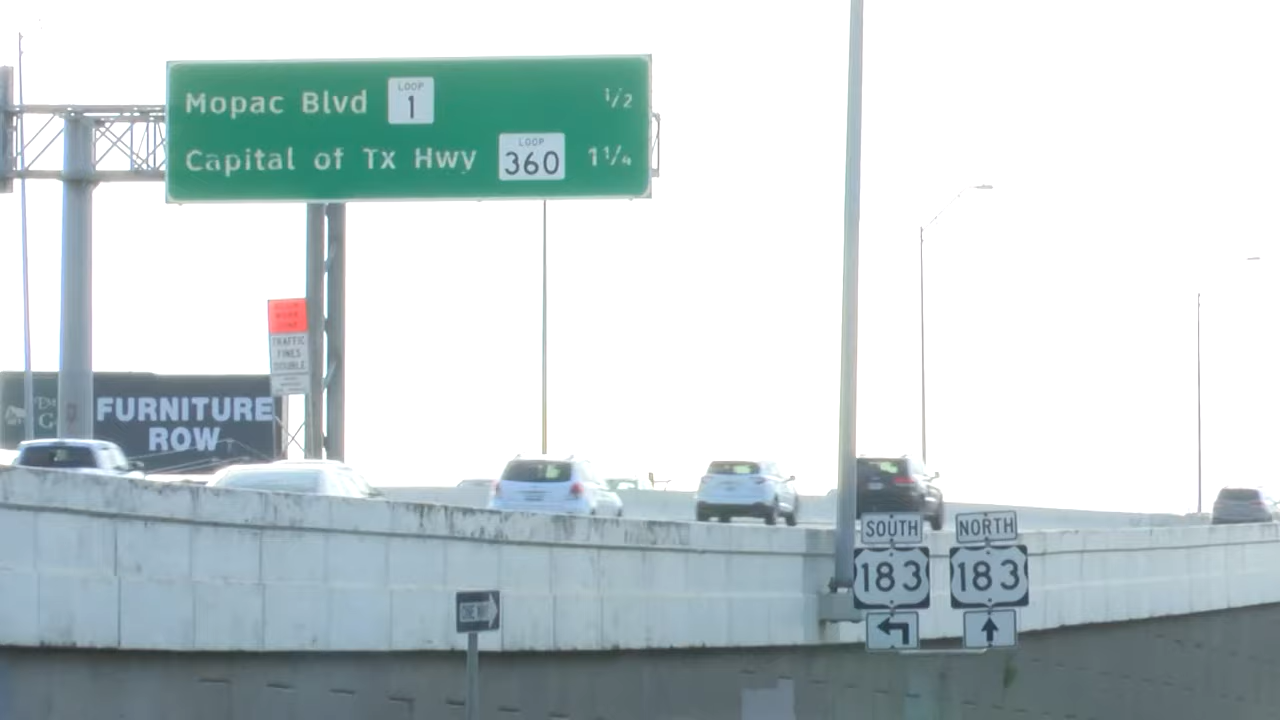 Mopac Blvd LOOP 1 1/2
Capital of Tx Hwy LOOP 360 1 1/4
TRAFFIC
FINES
DOUBLE
FURNITURE
ROW
SOUTH
183
NORTH
183
ONE WAY